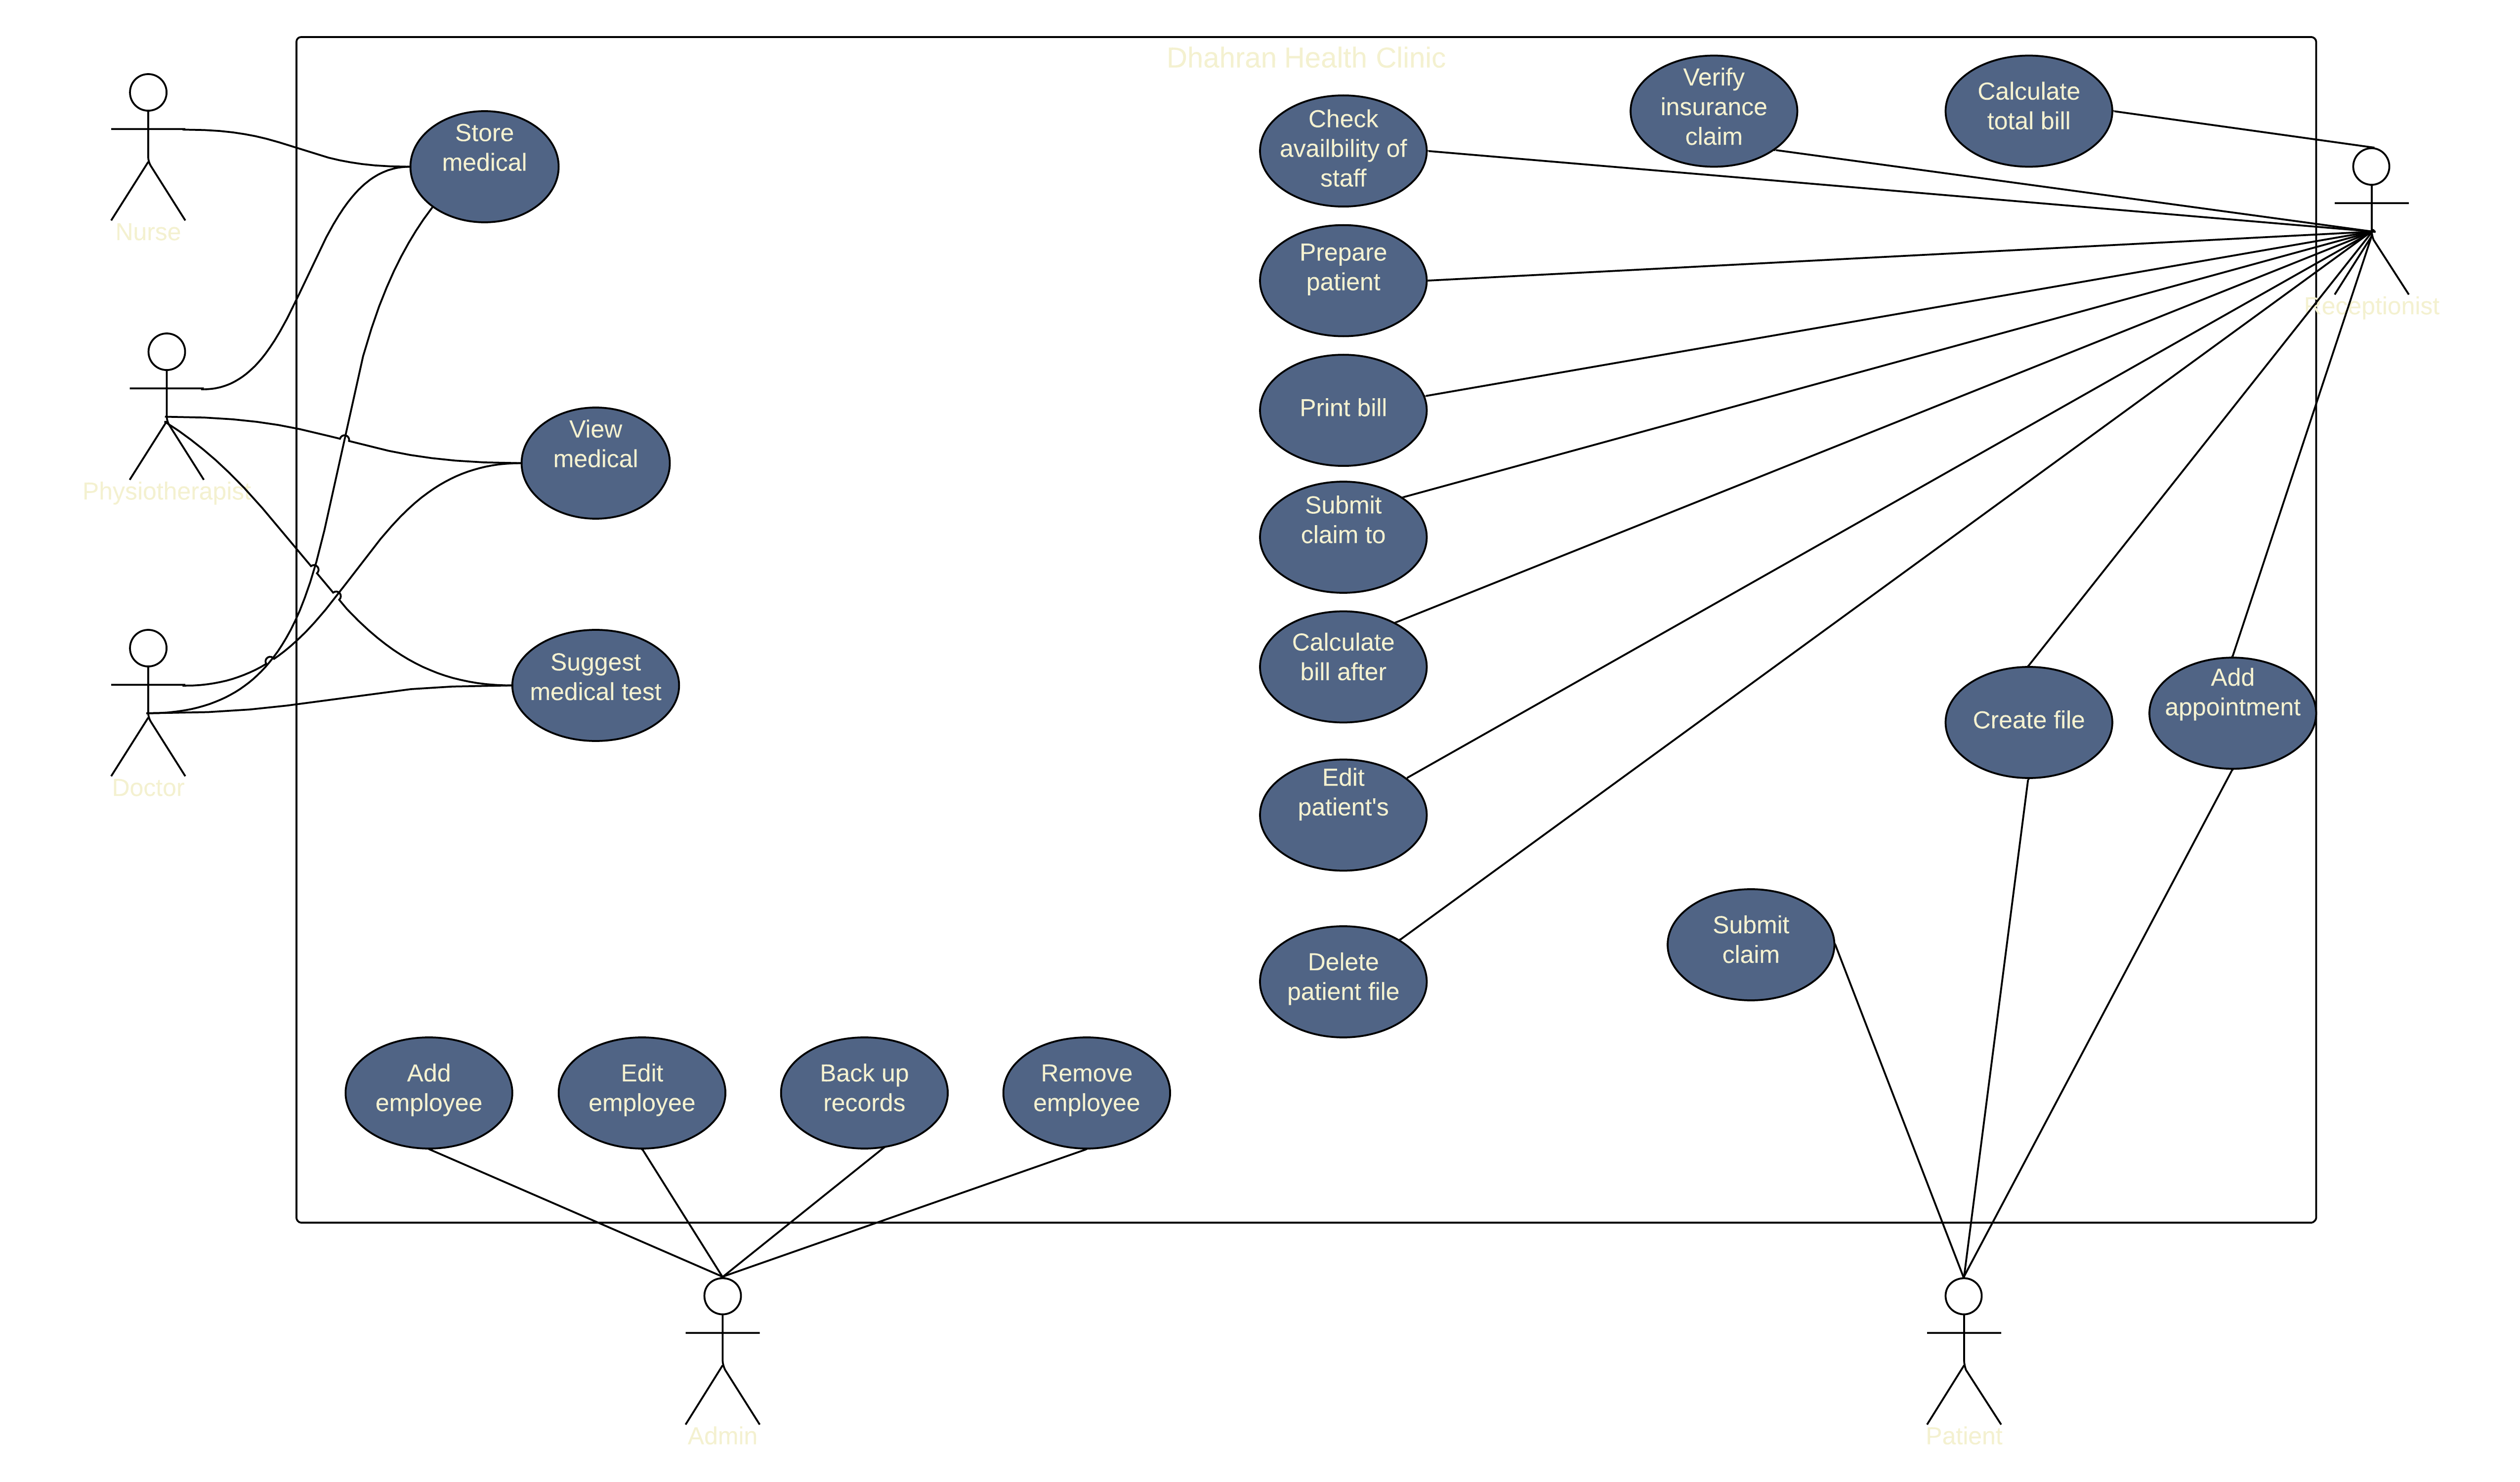 Dhahran Health Clinic
Nurse
Store
medical
Physiotherapist
View
medical
Doctor
Suggest
medical test
Check
availbility of
staff
Verify
insurance
claim
Calculate
total bill
Receptionist
Prepare
patient
Print bill
Submit
claim to
Calculate
bill after
Edit
patient's
Delete
patient file
Create file
Add
appointment
Submit
claim
Add
employee
Edit
employee
Back up
records
Remove
employee
Admin
Patient